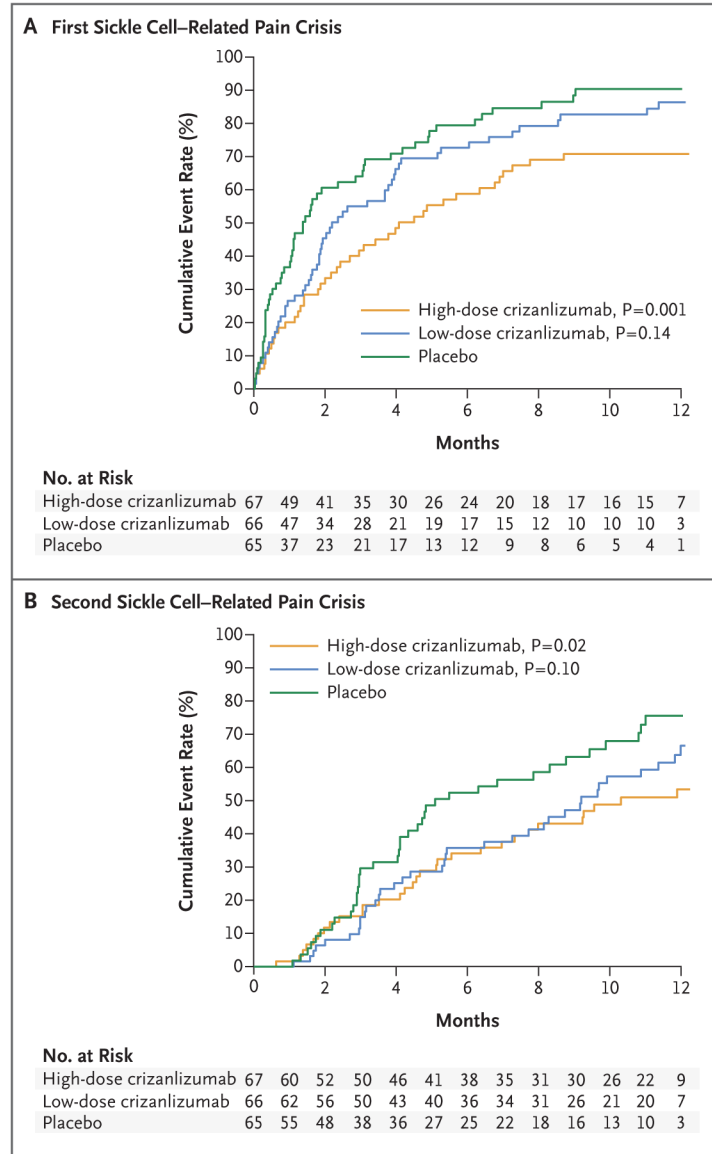 A First Sickle Cell–Related Pain Crisis
100
90
80
70
60
50
40
30
20
10
0
Cumulative Event Rate (%)
High-dose crizanlizumab, P=0.001
Low-dose crizanlizumab, P=0.14
Placebo
0 2 4 6 8 10 12
Months
No. at Risk
High-dose crizanlizumab 67 49 41 35 30 26 24 20 18 17 16 15 7
Low-dose crizanlizumab 66 47 34 28 21 19 17 15 12 10 10 10 3
Placebo 65 37 23 21 17 13 12 9 8 6 5 4 1
B Second Sickle Cell–Related Pain Crisis
100
90
80
70
60
50
40
30
20
10
0
Cumulative Event Rate (%)
High-dose crizanlizumab, P=0.02
Low-dose crizanlizumab, P=0.10
Placebo
0 2 4 6 8 10 12
Months
No. at Risk
High-dose crizanlizumab 67 60 52 50 46 41 38 35 31 30 26 22 9
Low-dose crizanlizumab 66 62 56 50 43 40 36 34 31 26 21 20 7
Placebo 65 55 48 38 36 27 25 22 18 16 13 10 3